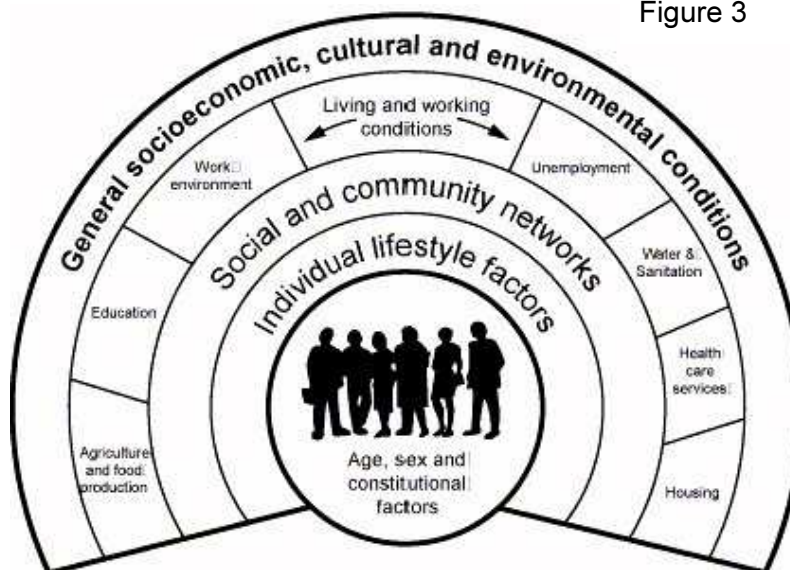 Figure 3
General socioeconomic, cultural and environmental conditions
Living and working
conditions
Work
environment
Unemployment
Education
Water &
Sanitation
Agriculture
and food
production
Health
care
services
Housing
Social and community networks
Individual lifestyle factors
Age, sex and
constitutional
factors